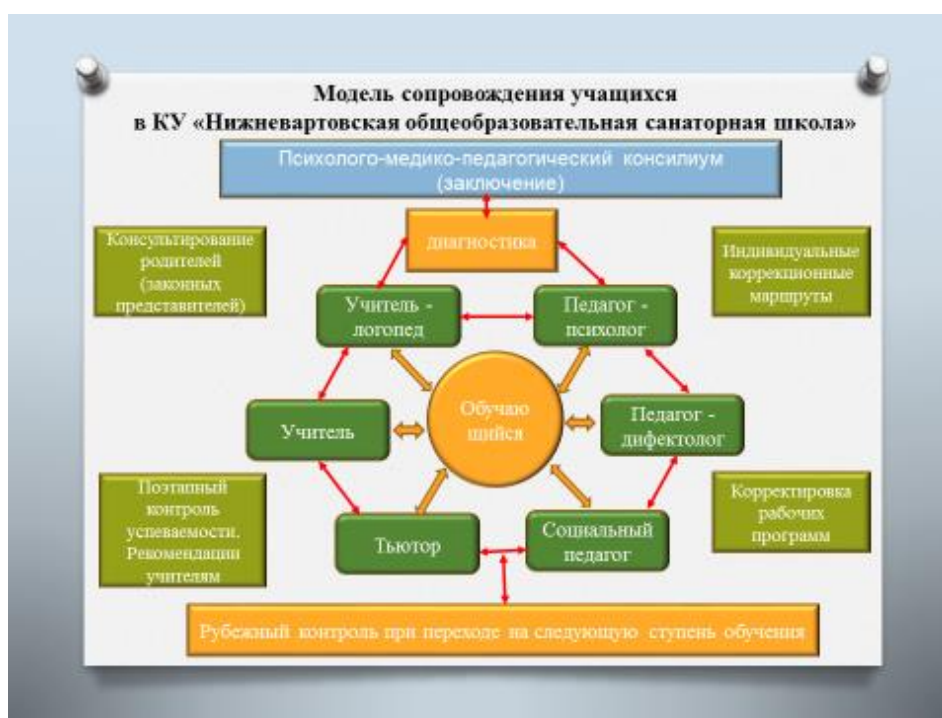 Модель сопровождения учащихся
в КУ «Нижневартовская общеобразовательная санаторная школа»
Психолого-медико-педагогический консилиум
(заключение)
диагностика
Консультирование
родителей
(законных
представителей)
Индивидуальные
коррекционные
маршруты
Учитель -
логопед
Педагог -
психолог
Обучаю
щийся
Учитель
Педагог -
дифектолог
Поэтапный
контроль
успеваемости.
Рекомендации
учителям
Корректировка
рабочих
программ
Тьютор
Социальный
педагог
Рубежный контроль при переходе на следующую ступень обучения